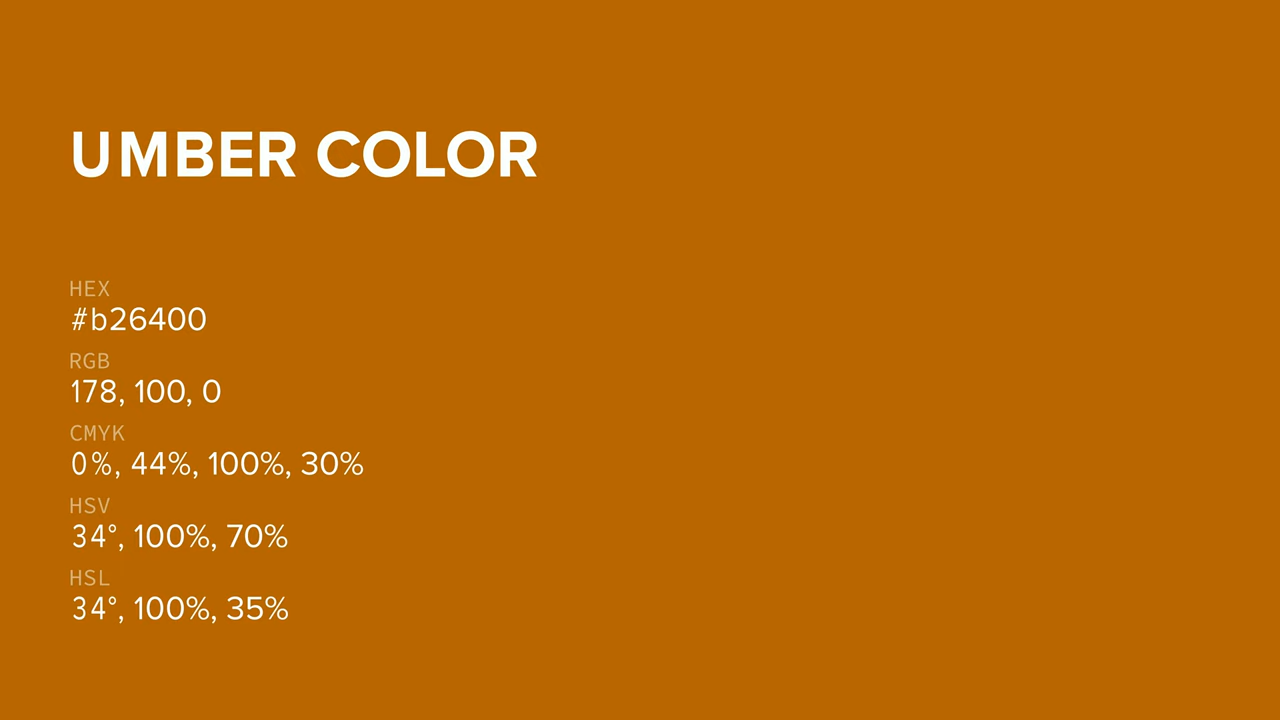 UMBER COLOR
HEX
#b26400
RGB
178, 100, 0
CMYK
0%, 44%, 100%, 30%
HSV
34°, 100%, 70%
HSL
34°, 100%, 35%